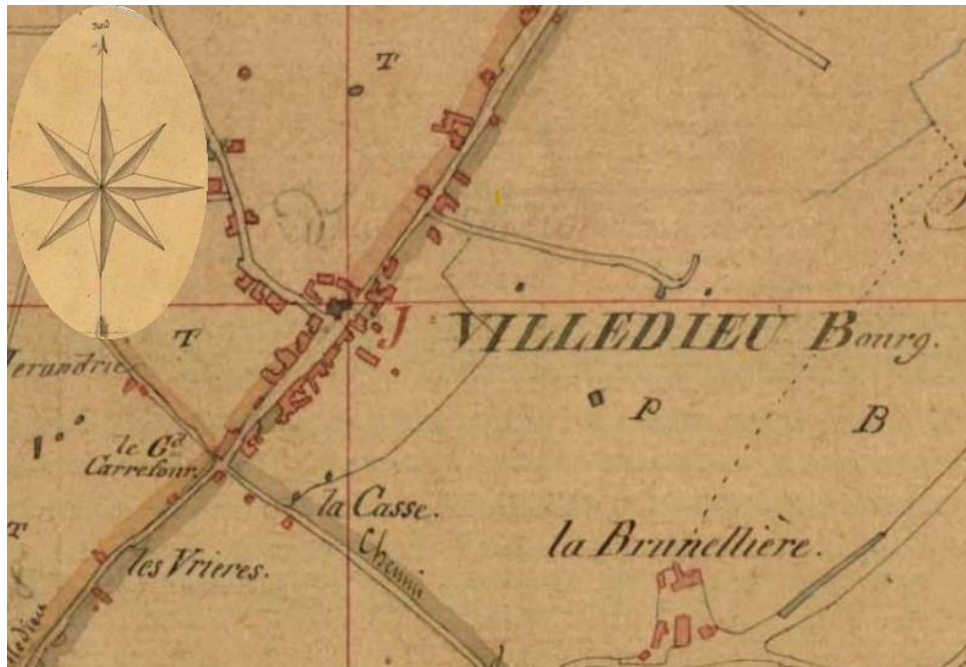 Nord
T
J VILLEDIEU Bourg.
T
P
B
le Gd
Carrefour.
la Casse.
T
les Vrieres.
Chemin
la Brunellière.
d